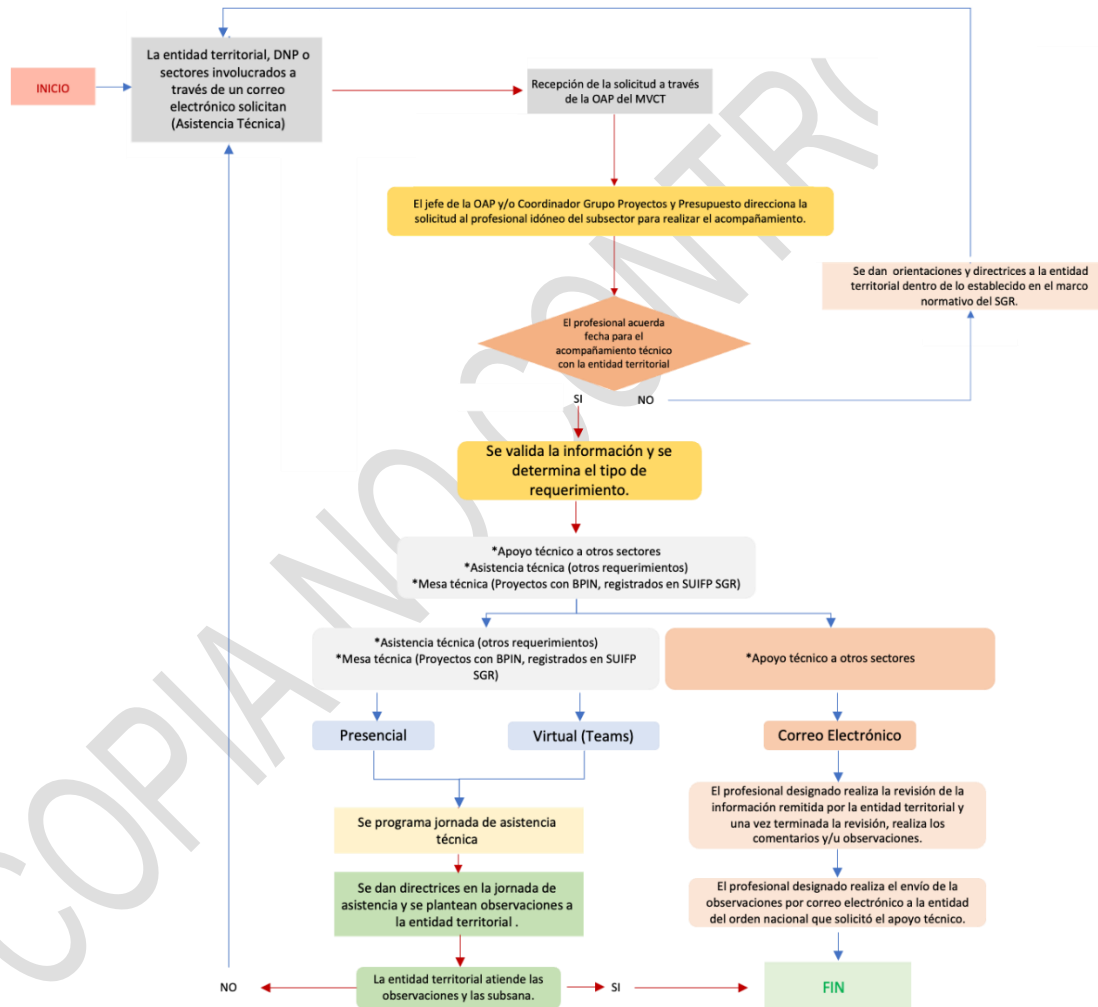 La entidad territorial, DNP o
sectores involucrados a
través de un correo
electrónico solicitan
(Asistencia Técnica)
INICIO
Recepción de la solicitud a través
de la OAP del MVCT
El jefe de la OAP y/o Coordinador Grupo Proyectos y Presupuesto direcciona la
solicitud al profesional idóneo del subsector para realizar el acompañamiento.
Se dan orientaciones y directrices a la entidad
territorial dentro de lo establecido en el marco
normativo del SGR.
El profesional acuerda
fecha para el
acompañamiento técnico
con la entidad territorial
SI
NO
Se valida la información y se
determina el tipo de
requerimiento.
*Apoyo técnico a otros sectores
*Asistencia técnica (otros requerimientos)
*Mesa técnica (Proyectos con BPIN, registrados en SUIFP SGR)
*Asistencia técnica (otros requerimientos)
*Mesa técnica (Proyectos con BPIN, registrados en SUIFP
SGR)
*Apoyo técnico a otros sectores
Presencial
Virtual (Teams)
Correo Electrónico
El profesional designado realiza la revisión de la
información remitida por la entidad territorial y
una vez terminada la revisión, realiza los
comentarios y/u observaciones.
Se programa jornada de asistencia
técnica
Se dan directrices en la jornada de
asistencia y se plantean observaciones a
la entidad territorial .
El profesional designado realiza el envío de la
observaciones por correo electrónico a la entidad
del orden nacional que solicitó el apoyo técnico.
NO
La entidad territorial atiende las
observaciones y las subsana.
SI
FIN
COPIA NO CONTRO